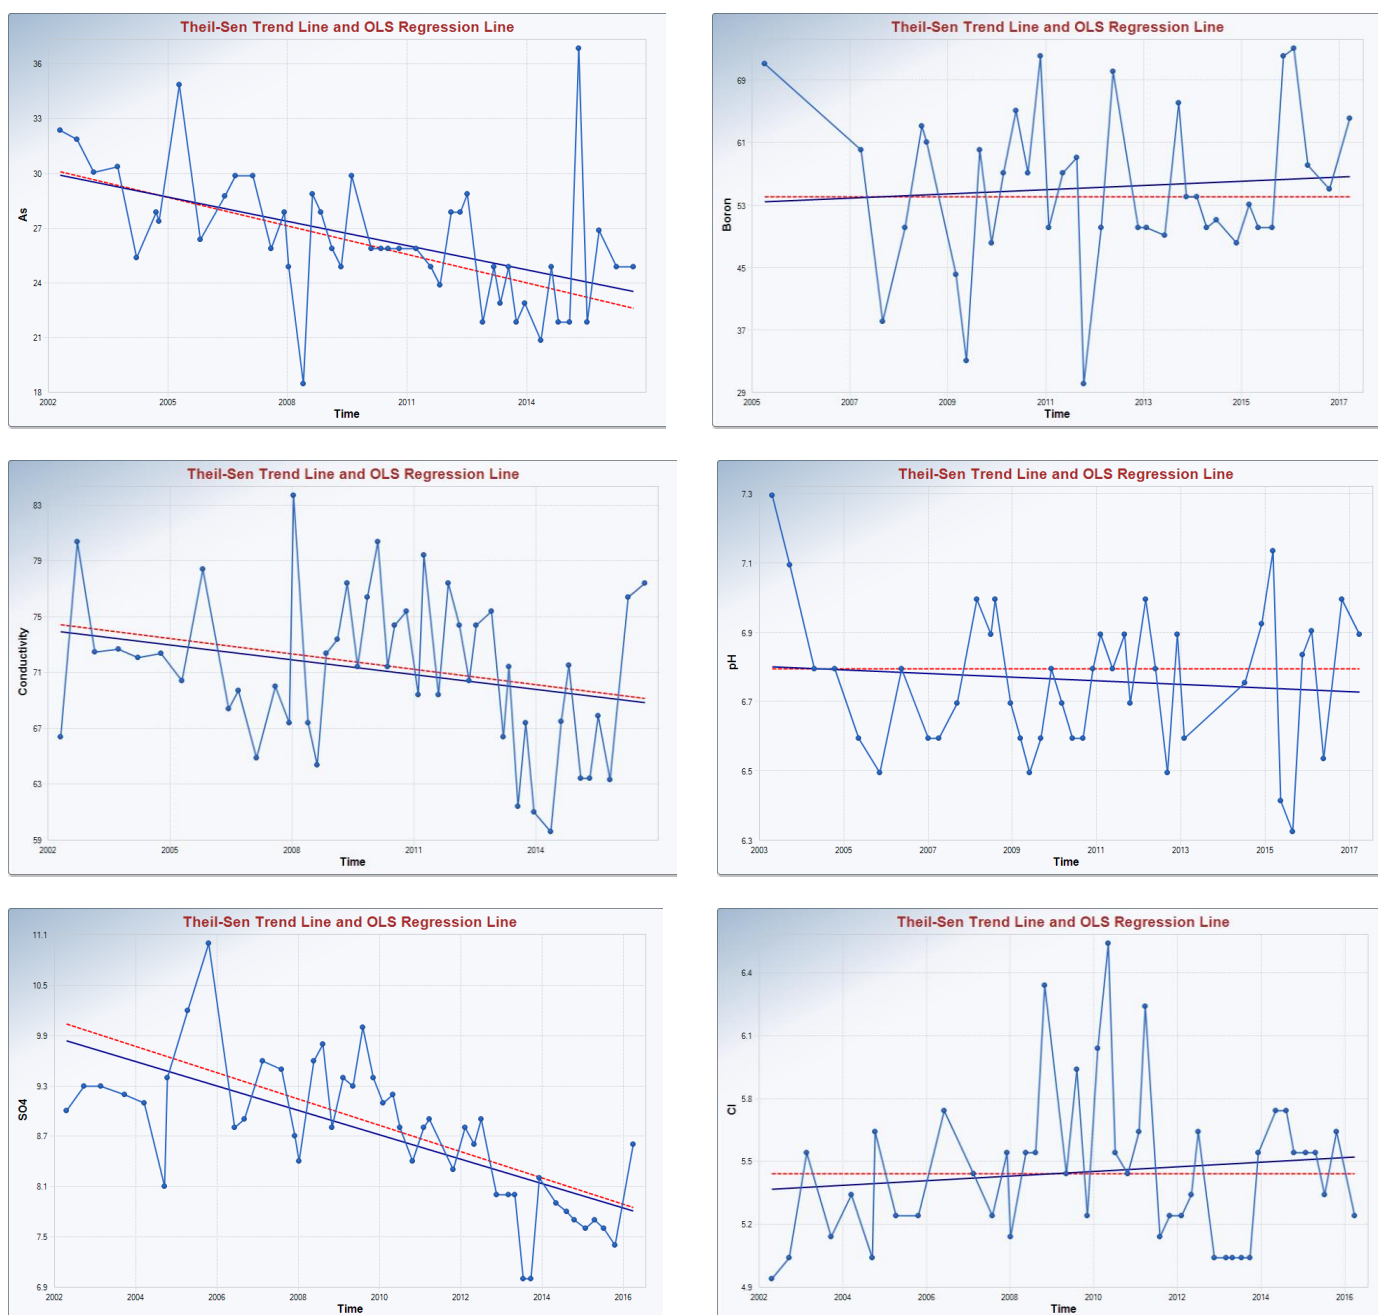 Theil-Sen Trend Line and OLS Regression Line
36
33
30
27
24
21
18
As
2002 2005 2008 2011 2014
Time
Theil-Sen Trend Line and OLS Regression Line
69
61
53
45
37
29
Boron
2005 2007 2009 2011 2013 2015 2017
Time
Theil-Sen Trend Line and OLS Regression Line
83
79
75
71
67
63
59
Conductivity
2002 2005 2008 2011 2014
Time
Theil-Sen Trend Line and OLS Regression Line
7.3
7.1
6.9
6.7
6.5
6.3
pH
2003 2005 2007 2009 2011 2013 2015 2017
Time
Theil-Sen Trend Line and OLS Regression Line
11.1
10.5
9.9
9.3
8.7
8.1
7.5
6.9
SO4
2002 2004 2006 2008 2010 2012 2014 2016
Time
Theil-Sen Trend Line and OLS Regression Line
6.4
6.1
5.8
5.5
5.2
4.9
Cl
2002 2004 2006 2008 2010 2012 2014 2016
Time